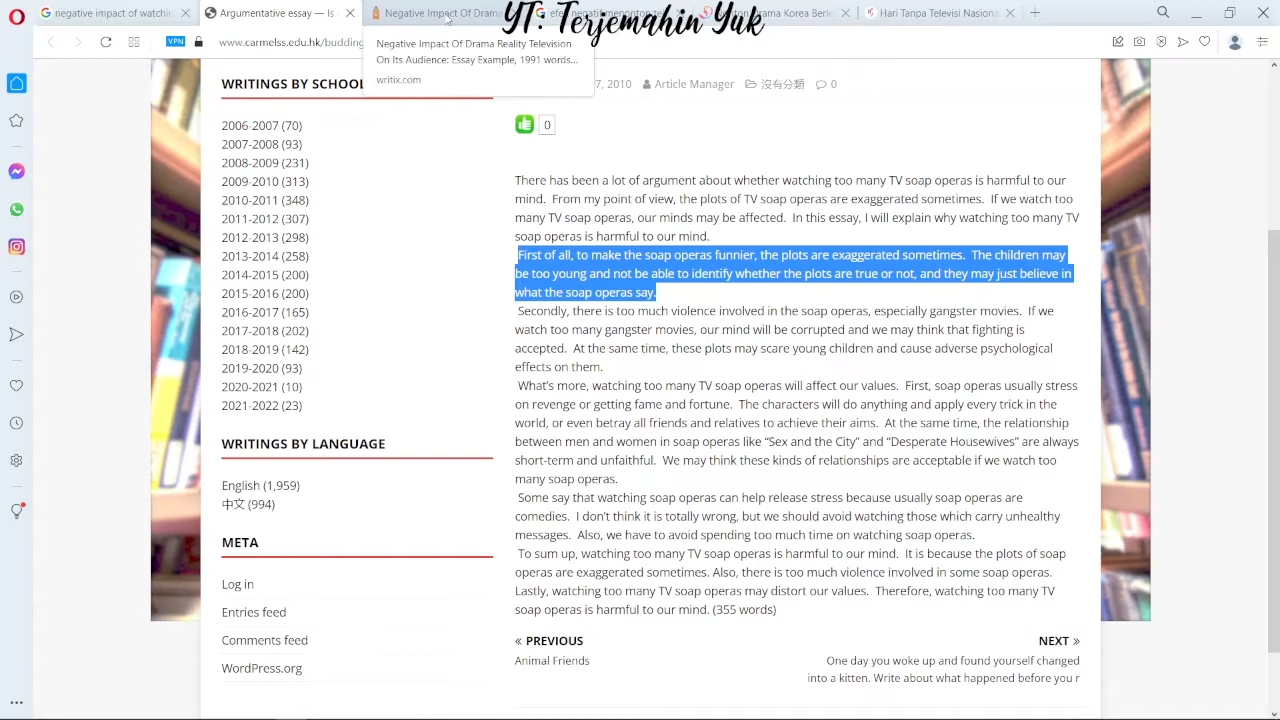 negative impact of watchin
Argumentative essay — Is
Negative Impact Of Drama
efek negatif menonton te
Drama Korea Berle
Hari Tanpa Televisi Nasiona
YT: Terjemahin Yuk
VPN
www.carmelss.edu.hk/building
Negative Impact Of Drama Reality Television
On Its Audience: Essay Example, 1991 words...
writix.com
WRITINGS BY SCHOOL
2006-2007 (70)
2007-2008 (93)
2008-2009 (231)
2009-2010 (313)
2010-2011 (348)
2011-2012 (307)
2012-2013 (298)
2013-2014 (258)
2014-2015 (200)
2015-2016 (200)
2016-2017 (165)
2017-2018 (202)
2018-2019 (142)
2019-2020 (93)
2020-2021 (10)
2021-2022 (23)
WRITINGS BY LANGUAGE
English (1,959)
中文 (994)
META
Log in
Entries feed
Comments feed
WordPress.org
7, 2010 Article Manager 沒有分類 0
0
There has been a lot of argument about whether watching too many TV soap operas is harmful to our
mind. From my point of view, the plots of TV soap operas are exaggerated sometimes. If we watch too
many TV soap operas, our minds may be affected. In this essay, I will explain why watching too many TV
soap operas is harmful to our mind.
First of all, to make the soap operas funnier, the plots are exaggerated sometimes. The children may
be too young and not be able to identify whether the plots are true or not, and they may just believe in
what the soap operas say.
Secondly, there is too much violence involved in the soap operas, especially gangster movies. If we
watch too many gangster movies, our mind will be corrupted and we may think that fighting is
accepted. At the same time, these plots may scare young children and cause adverse psychological
effects on them.
What's more, watching too many TV soap operas will affect our values. First, soap operas usually stress
on revenge or getting fame and fortune. The characters will do anything and apply every trick in the
world, or even betray all friends and relatives to achieve their aims. At the same time, the relationship
between men and women in soap operas like “Sex and the City” and “Desperate Housewives” are always
short-term and unfaithful. We may think these kinds of relationships are acceptable if we watch too
many soap operas.
Some say that watching soap operas can help release stress because usually soap operas are
comedies. I don't think it is totally wrong, but we should avoid watching those which carry unhealthy
messages. Also, we have to avoid spending too much time on watching soap operas.
To sum up, watching too many TV soap operas is harmful to our mind. It is because the plots of soap
operas are exaggerated sometimes. Also, there is too much violence involved in some soap operas.
Lastly, watching too many TV soap operas may distort our values. Therefore, watching too many TV
soap operas is harmful to our mind. (355 words)
« PREVIOUS
Animal Friends
NEXT »
One day you woke up and found yourself changed
into a kitten. Write about what happened before you r